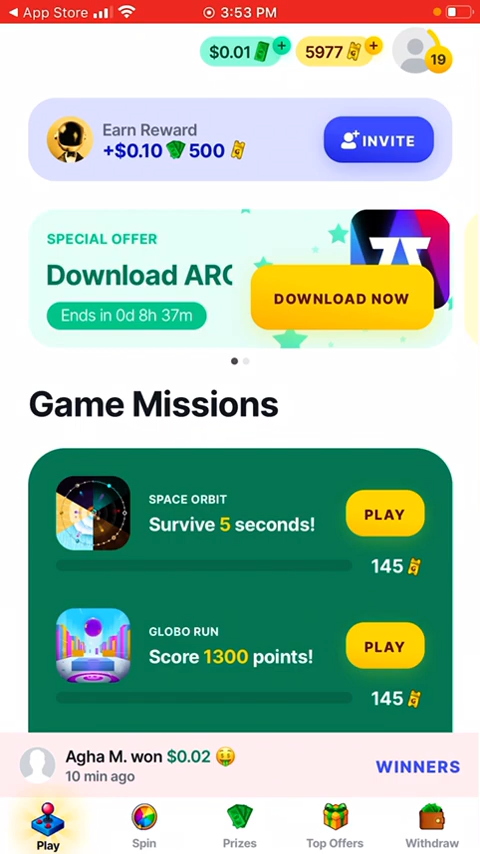 App Store
3:53 PM
$0.01
5977
19
Earn Reward
+$0.10 500
INVITE
SPECIAL OFFER
Download ARC
DOWNLOAD NOW
Ends in 0d 8h 37m
Game Missions
SPACE ORBIT
Survive 5 seconds!
PLAY
145
GLOBO RUN
Score 1300 points!
PLAY
145
Agha M. won $0.02
10 min ago
WINNERS
Play
Spin
Prizes
Top Offers
Withdraw